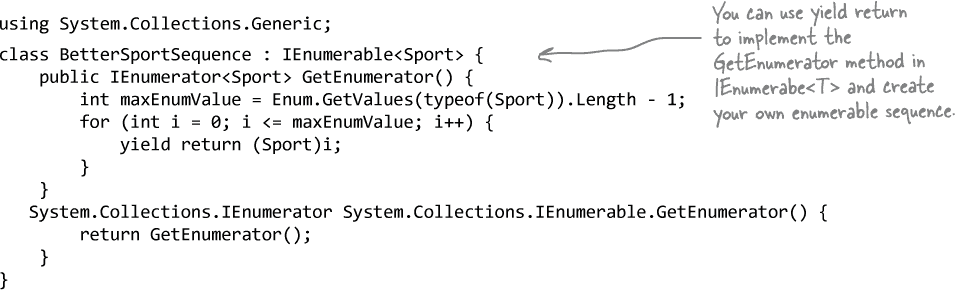 using System.Collections.Generic;
class BetterSportSequence : IEnumerable<Sport> {
public IEnumerator<Sport> GetEnumerator() {
int maxEnumValue = Enum.GetValues(typeof(Sport)).Length - 1;
for (int i = 0; i <= maxEnumValue; i++) {
yield return (Sport)i;
}
}
System.Collections.IEnumerator System.Collections.IEnumerable.GetEnumerator() {
return GetEnumerator();
}
}
You can use yield return
to implement the
GetEnumerator method in
IEnumerabe<T> and create
your own enumerable sequence.